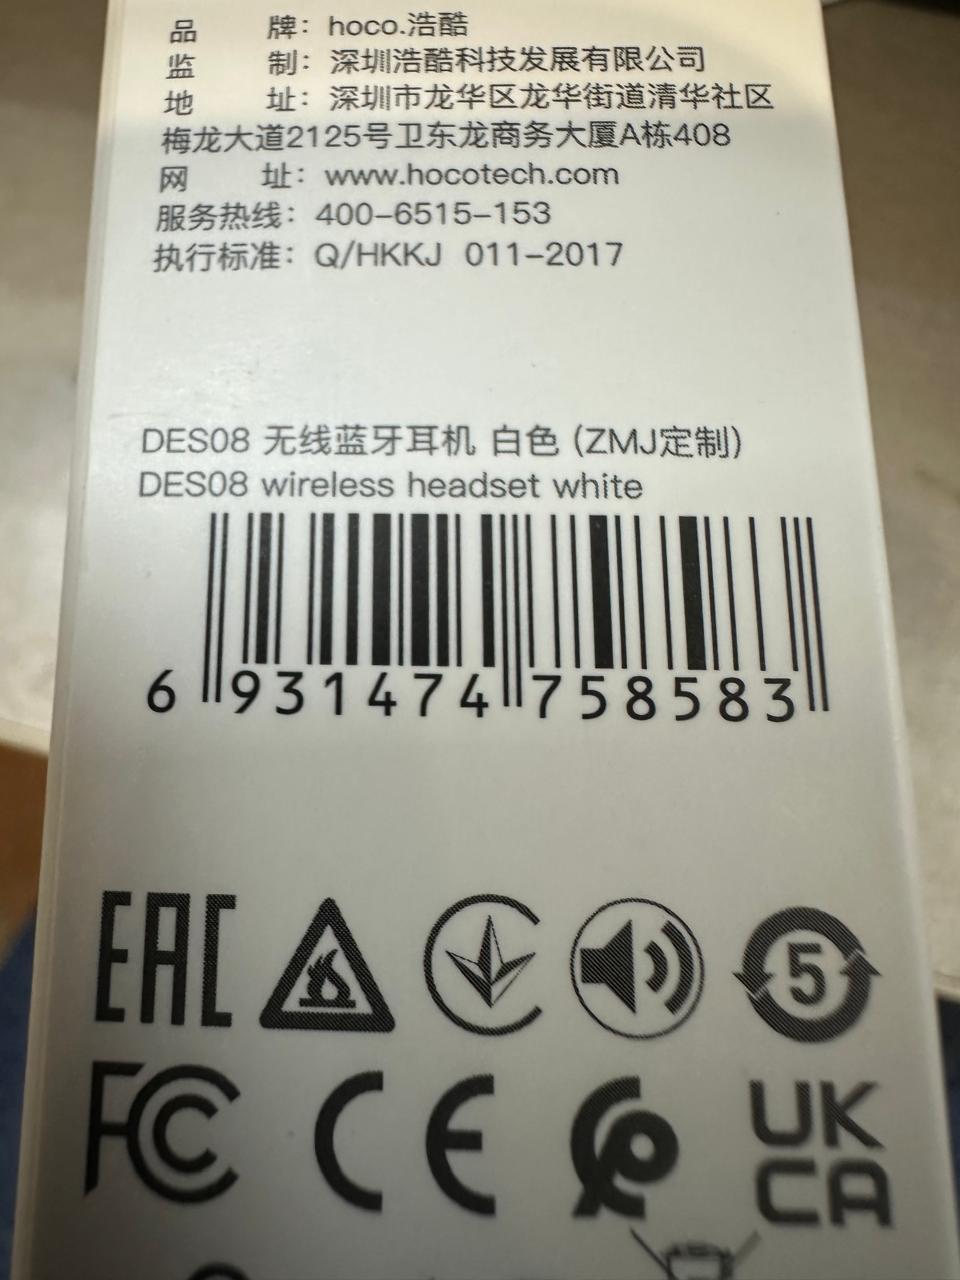 品 牌：hoco.浩酷
监 制：深圳浩酷科技发展有限公司
地 址：深圳市龙华区龙华街道清华社区
梅龙大道2125号卫东龙商务大厦A栋408
网 址：www.hocotech.com
服务热线：400-6515-153
执行标准：Q/HKKJ 011-2017
DES08 无线蓝牙耳机 白色 (ZMJ定制)
DES08 wireless headset white
6 931474 758583
EAC
5
FC CE UK
CA